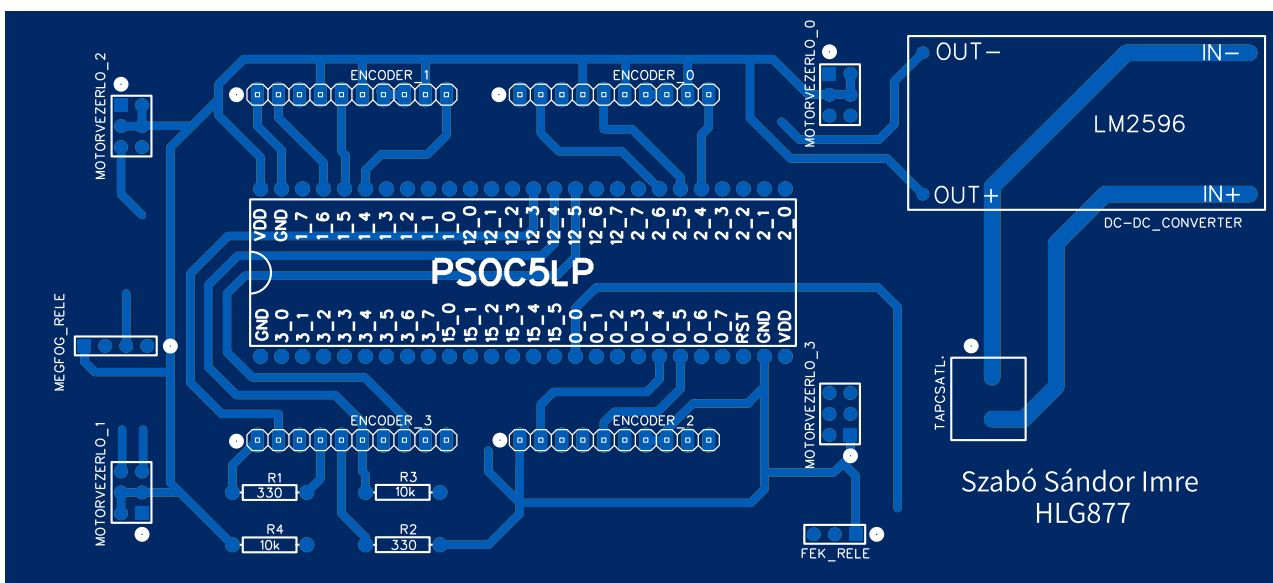 MOTORVEZERLO_2
ENCODER_1
ENCODER_0
MOTORVEZERLO_0
OUT-
IN-
LM2596
OUT+
IN+
DC-DC_CONVERTER
VDD
GND
1_7
1_6
1_5
1_4
1_3
1_2
1_1
1_0
12_0
12_1
12_2
12_3
12_4
12_5
12_6
12_7
2_6
2_5
2_4
2_3
2_2
2_1
2_0
PSOC5LP
GND
3_0
3_1
3_2
3_3
3_4
3_5
3_6
3_7
15_0
15_1
15_2
15_3
15_4
15_5
0_0
0_1
0_2
0_3
0_4
0_5
0_6
0_7
RST
GND
VDD
MEGFOG_RELE
TAPCSATL.
MOTORVEZERLO_3
MOTORVEZERLO_1
ENCODER_3
ENCODER_2
R1
330
R3
10k
R4
10k
R2
330
FEK_RELE
Szabó Sándor Imre
HLG877